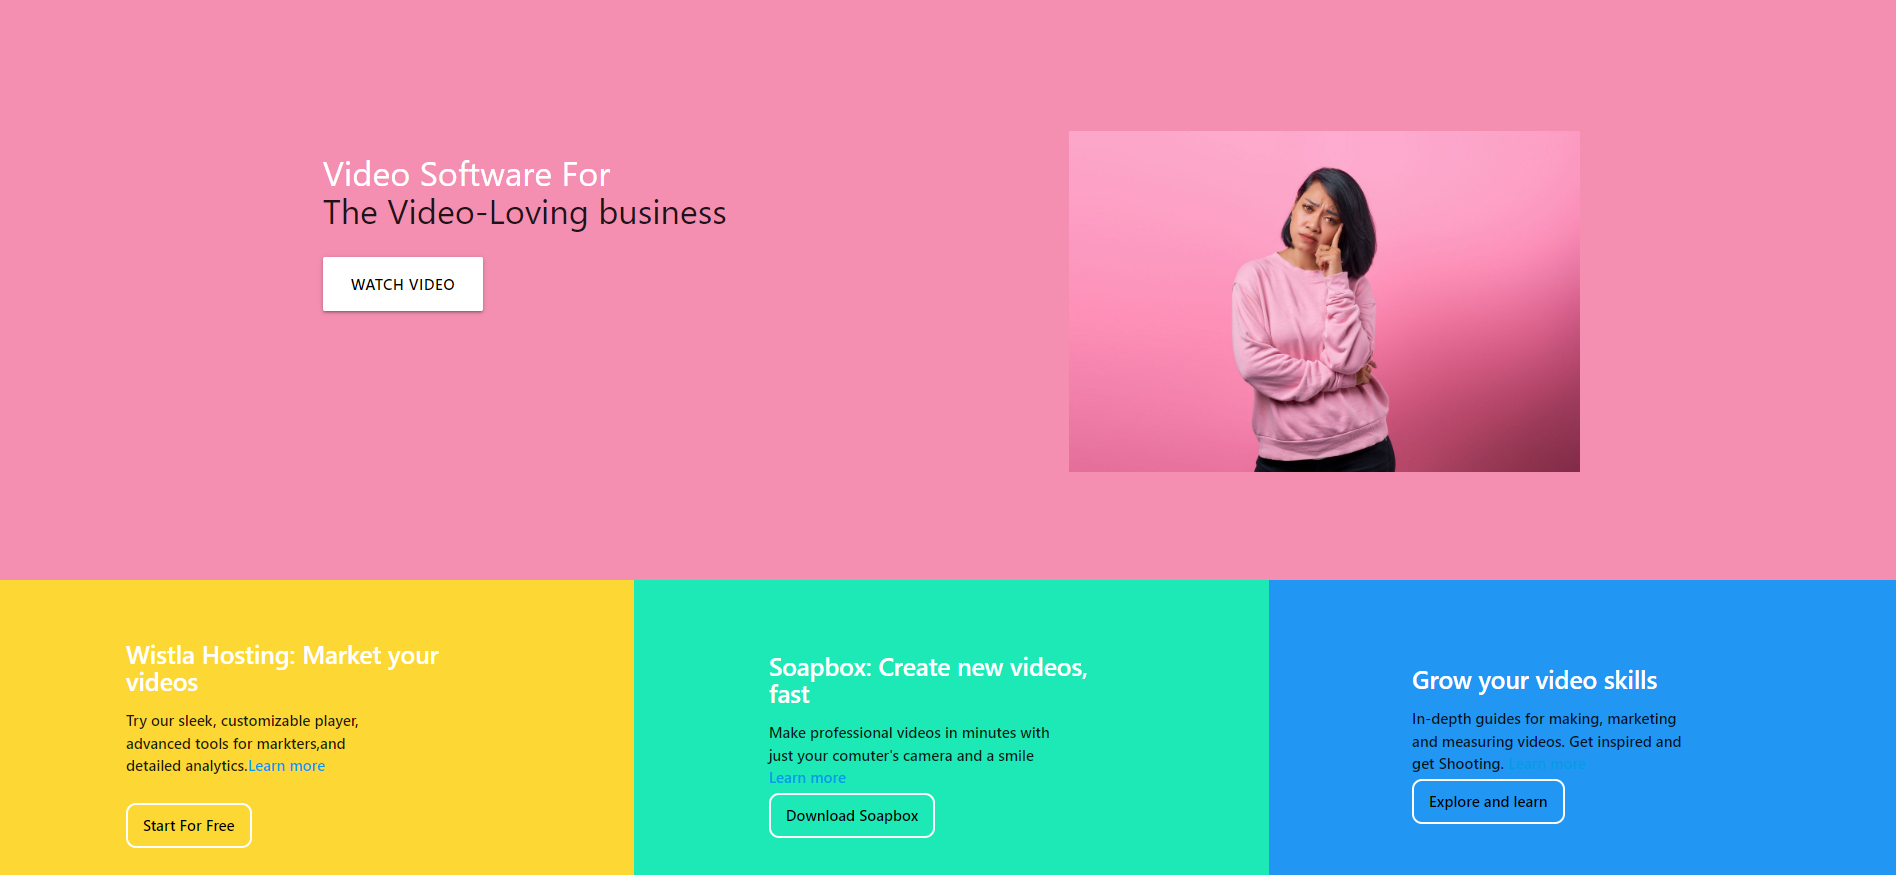 Video Software For
The Video-Loving business
WATCH VIDEO
Wistla Hosting: Market your
videos
Try our sleek, customizable player,
advanced tools for markters,and
detailed analytics.Learn more
Start For Free
Soapbox: Create new videos,
fast
Make professional videos in minutes with
just your comuter's camera and a smile
Learn more
Download Soapbox
Grow your video skills
In-depth guides for making, marketing
and measuring videos. Get inspired and
get Shooting. Learn more
Explore and learn